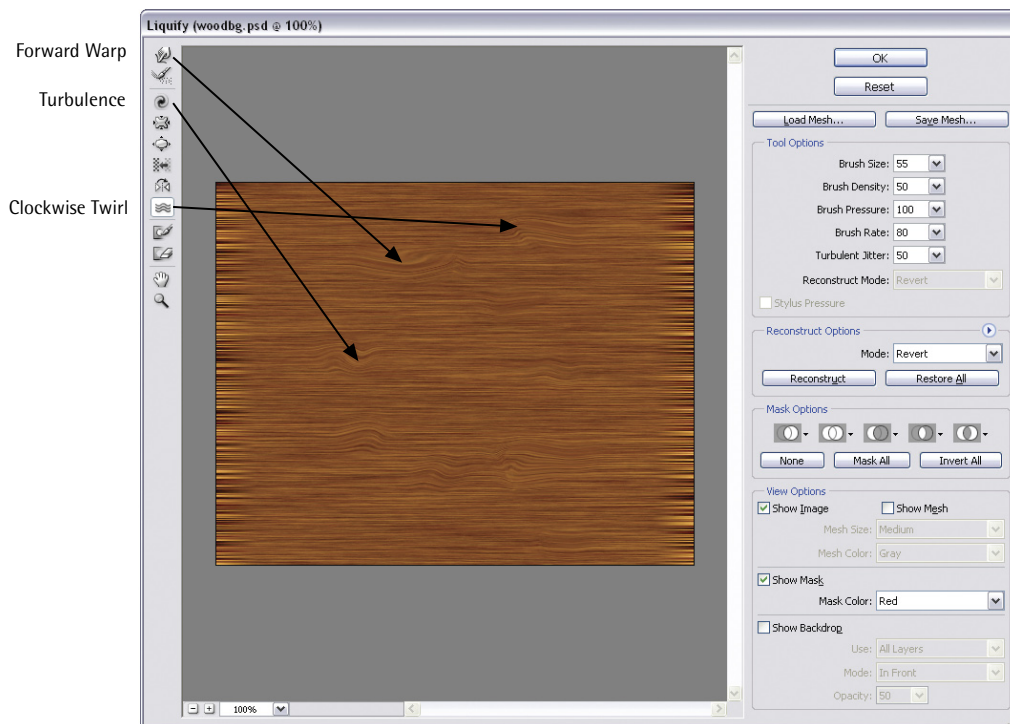 Liquify (woodbg.psd @ 100%)
Forward Warp
Turbulence
Clockwise Twirl
OK
Reset
Load Mesh...
Save Mesh...
Tool Options
Brush Size: 55
Brush Density: 50
Brush Pressure: 100
Brush Rate: 80
Turbulent Jitter: 50
Reconstruct Mode: Revert
Stylus Pressure
Reconstruct Options
Mode: Revert
Reconstruct
Restore All
Mask Options
None
Mask All
Invert All
View Options
Show Image
Show Mesh
Mesh Size: Medium
Mesh Color: Gray
Show Mask
Mask Color: Red
Show Backdrop
Use: All Layers
Mode: In Front
Opacity: 50
100%